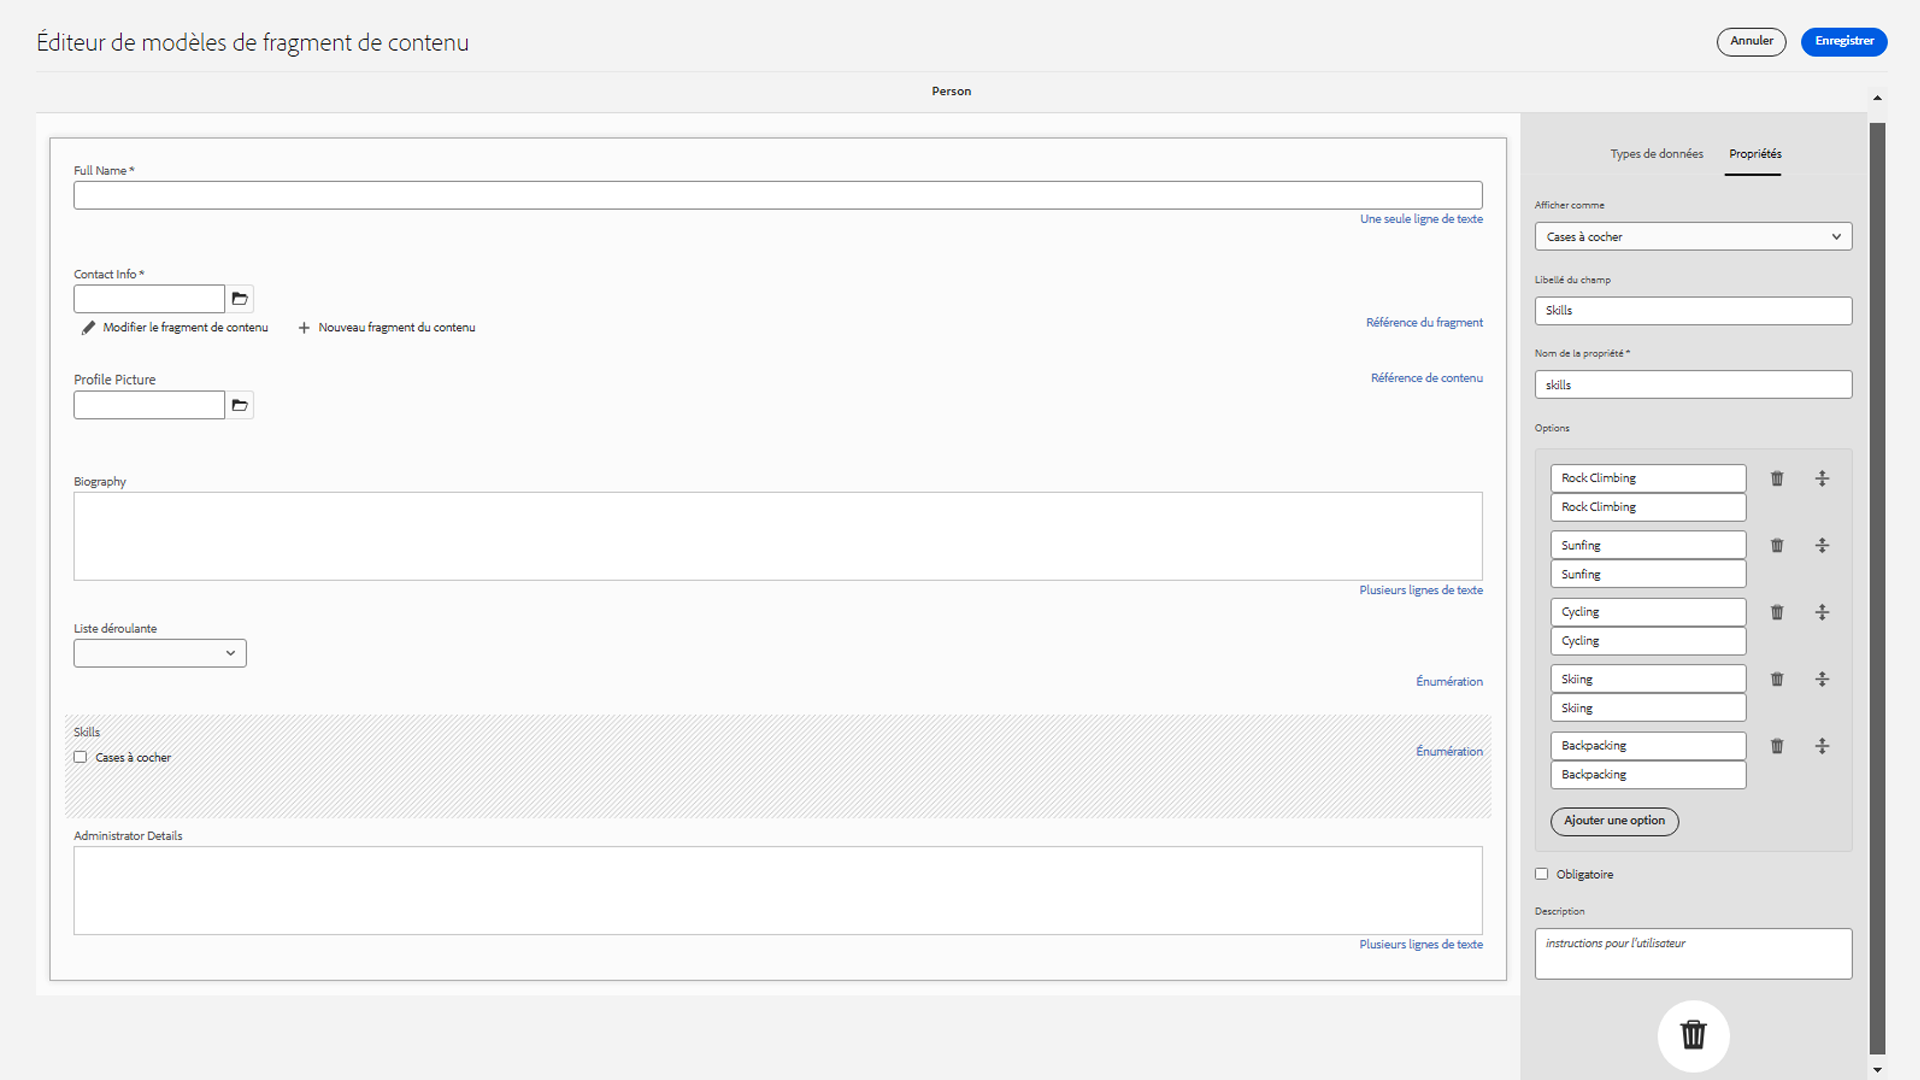 Éditeur de modèles de fragment de contenu
Annuler
Enregistrer
Person
Full Name *
Une seule ligne de texte
Contact Info *
Modifier le fragment de contenu
Nouveau fragment du contenu
Référence du fragment
Profile Picture
Référence de contenu
Biography
Plusieurs lignes de texte
Liste déroulante
Énumération
Skills
Cases à cocher
Énumération
Administrator Details
Plusieurs lignes de texte
Types de données
Propriétés
Afficher comme
Cases à cocher
Libellé du champ
Skills
Nom de la propriété *
skills
Options
Rock Climbing
Rock Climbing
Sunfing
Sunfing
Cycling
Cycling
Skiing
Skiing
Backpacking
Backpacking
Ajouter une option
Obligatoire
Description
instructions pour l'utilisateur